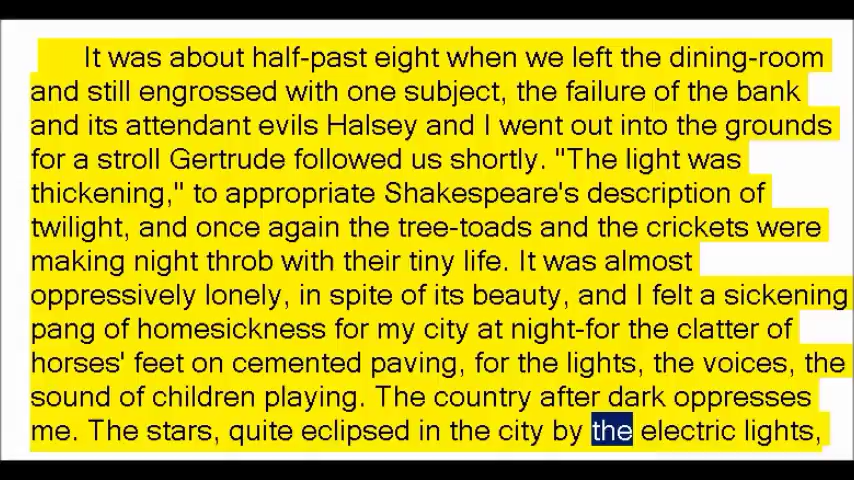 It was about half-past eight when we left the dining-room
and still engrossed with one subject, the failure of the bank
and its attendant evils Halsey and I went out into the grounds
for a stroll Gertrude followed us shortly. "The light was
thickening," to appropriate Shakespeare's description of
twilight, and once again the tree-toads and the crickets were
making night throb with their tiny life. It was almost
oppressively lonely, in spite of its beauty, and I felt a sickening
pang of homesickness for my city at night-for the clatter of
horses' feet on cemented paving, for the lights, the voices, the
sound of children playing. The country after dark oppresses
me. The stars, quite eclipsed in the city by the electric lights,